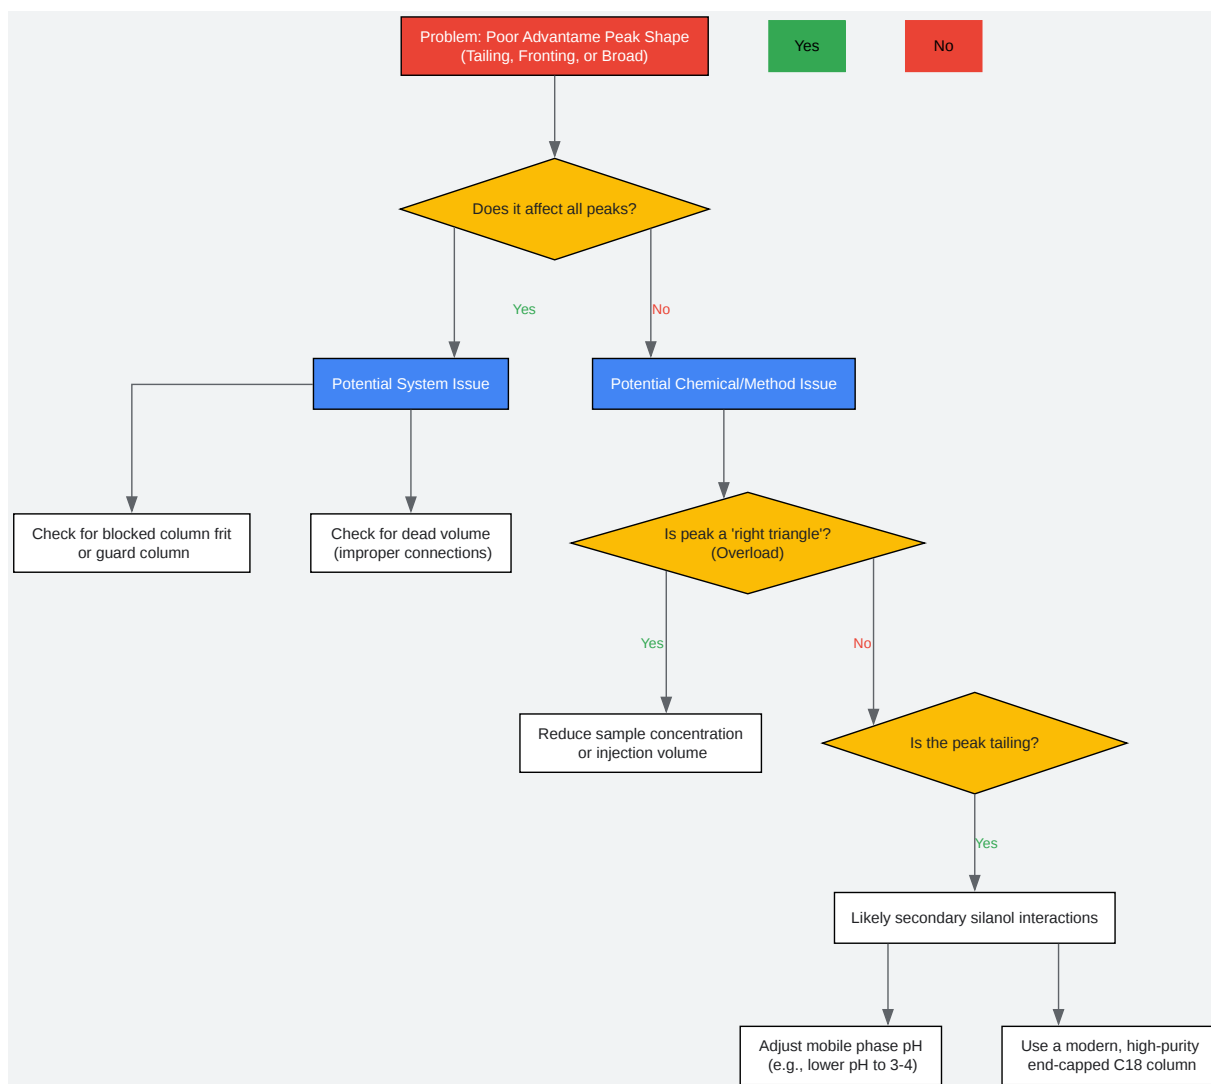 Problem: Poor Advantame Peak Shape
(Tailing, Fronting, or Broad)
Yes
No
Does it affect all peaks?
Yes
No
Potential System Issue
Potential Chemical/Method Issue
Check for blocked column frit
or guard column
Check for dead volume
(improper connections)
Is peak a 'right triangle'?
(Overload)
Yes
No
Reduce sample concentration
or injection volume
Is the peak tailing?
Yes
Likely secondary silanol interactions
Adjust mobile phase pH
(e.g., lower pH to 3-4)
Use a modern, high-purity
end-capped C18 column